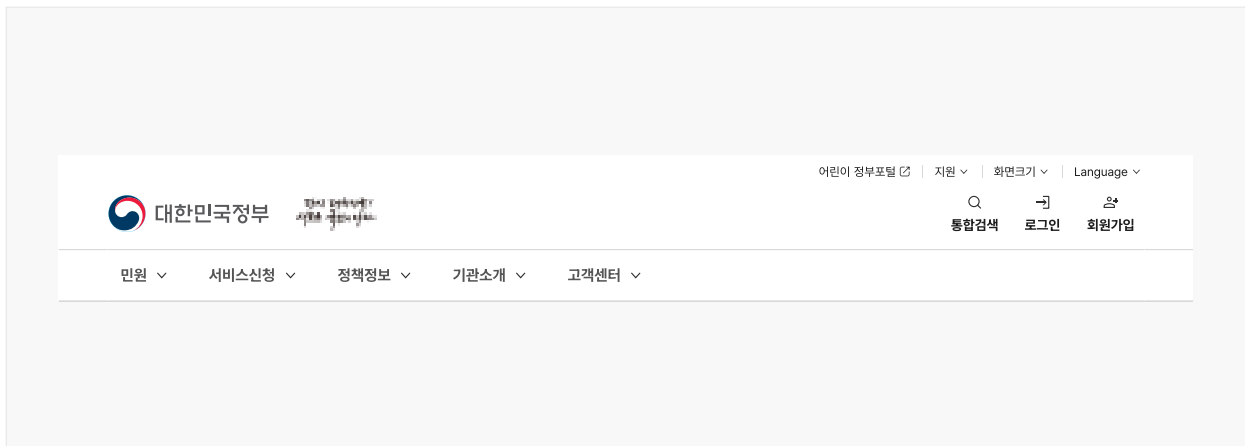 어린이 정부포털 지원 화면크기 Language
대한민국정부
통합검색 로그인 회원가입
민원 서비스신청 정책정보 기관소개 고객센터